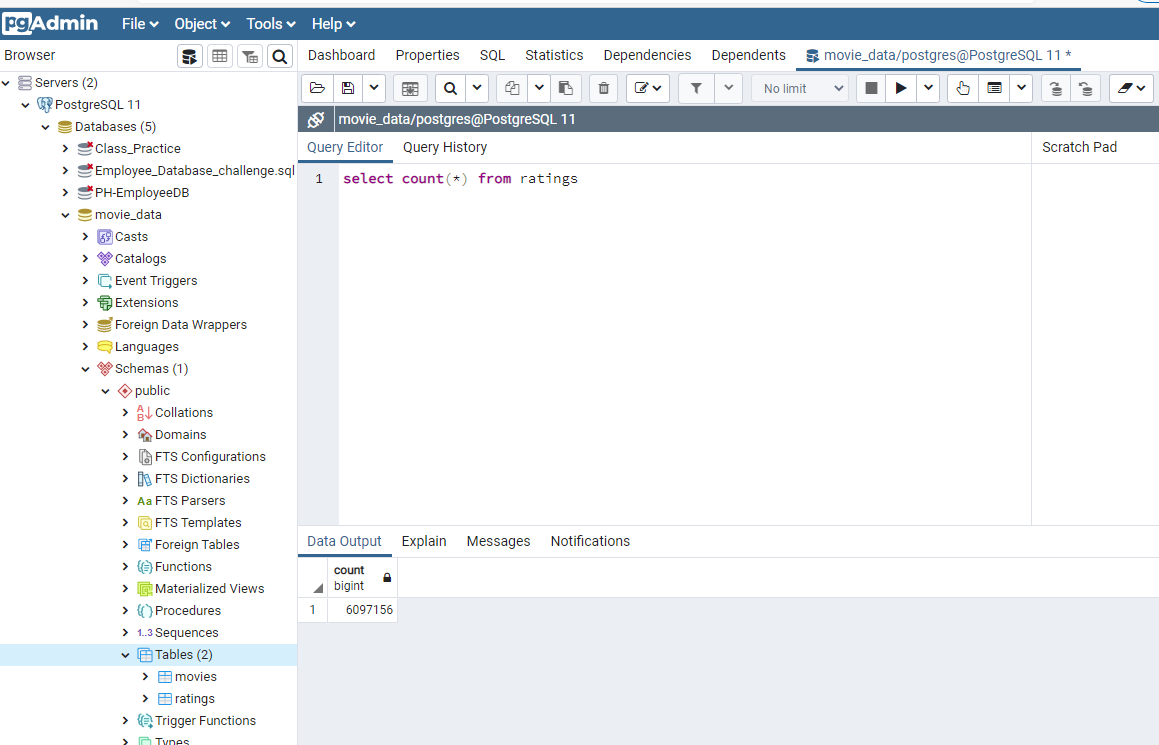 pgAdmin File Object Tools Help
Browser
Dashboard Properties SQL Statistics Dependencies Dependents movie_data/postgres@PostgreSQL 11 *
No limit
movie_data/postgres@PostgreSQL 11
Query Editor Query History Scratch Pad
1 select count(*) from ratings
Servers (2)
PostgreSQL 11
Databases (5)
Class_Practice
Employee_Database_challenge.sql
PH-EmployeeDB
movie_data
Casts
Catalogs
Event Triggers
Extensions
Foreign Data Wrappers
Languages
Schemas (1)
public
Collations
Domains
FTS Configurations
FTS Dictionaries
Aa FTS Parsers
FTS Templates
Foreign Tables
Functions
Materialized Views
Procedures
1..3 Sequences
Tables (2)
movies
ratings
Trigger Functions
Types
Data Output Explain Messages Notifications
count
bigint
1 6097156